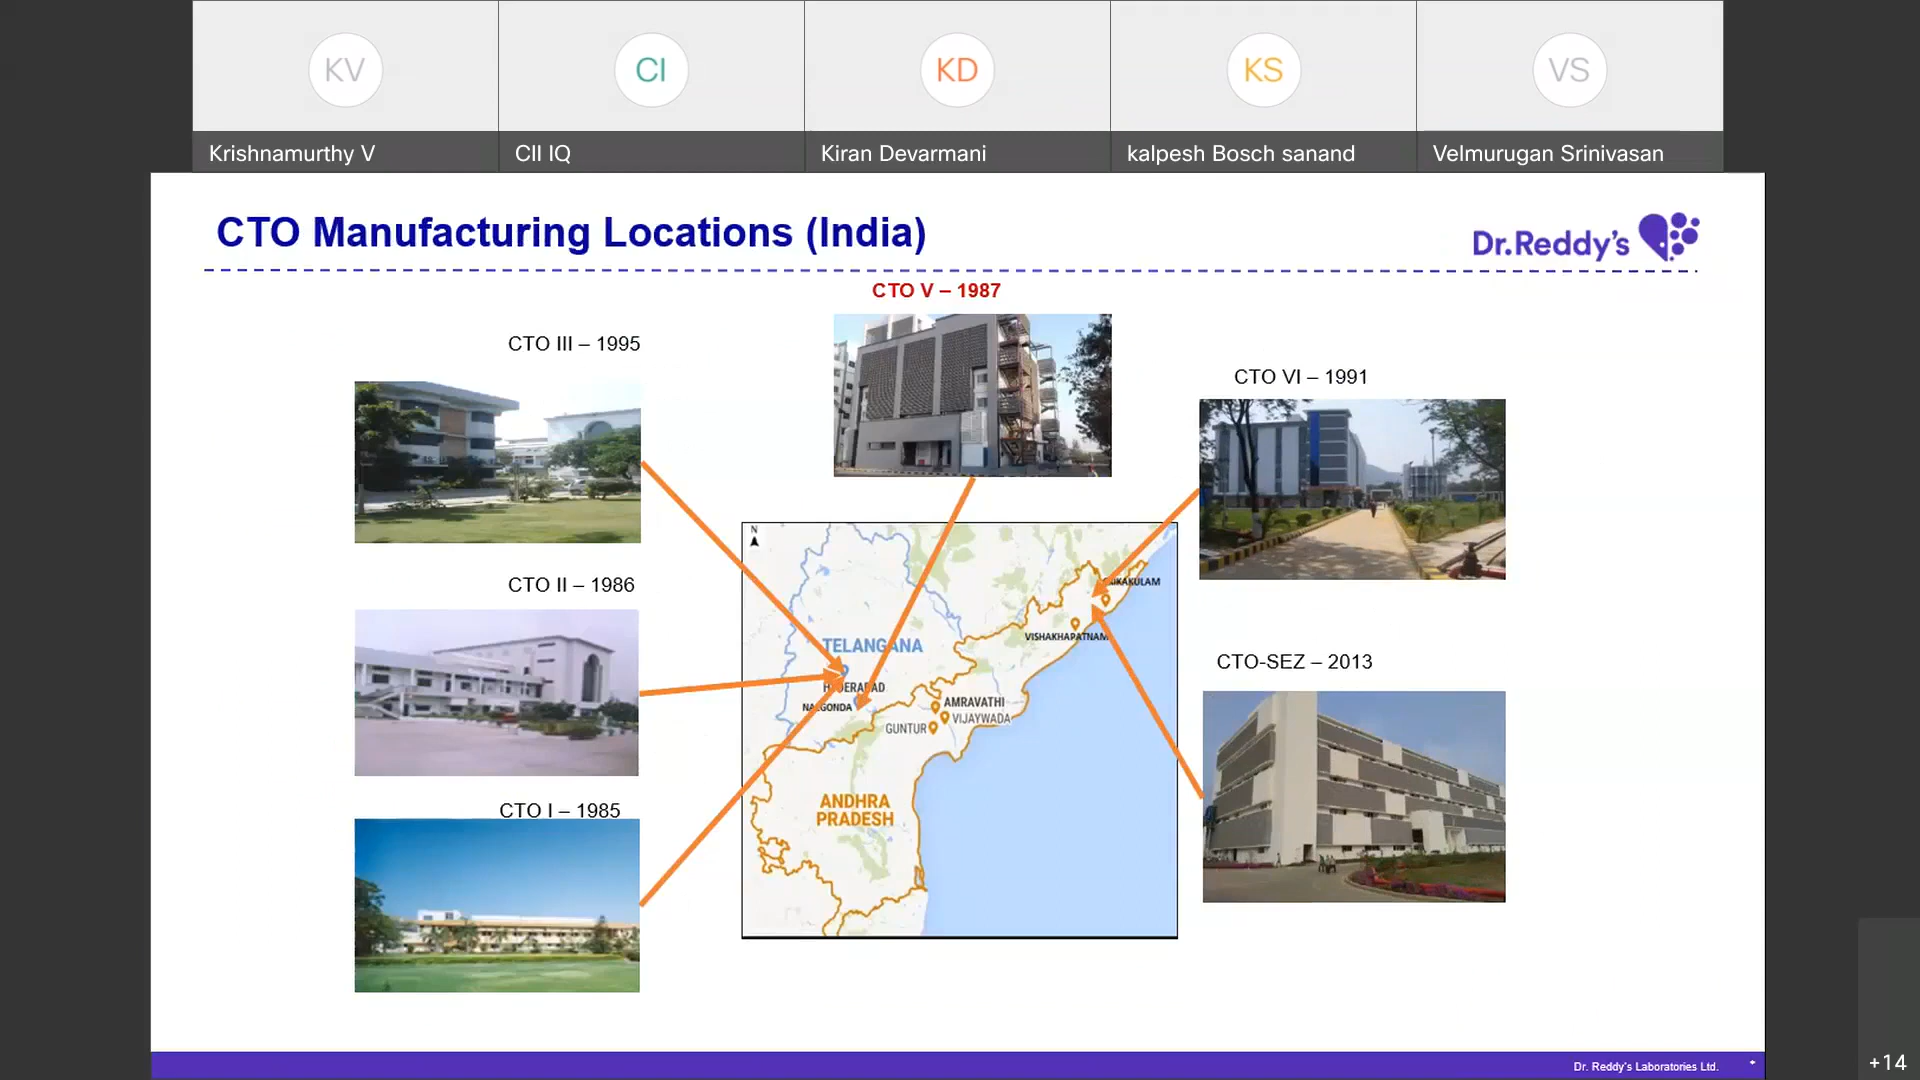 KV
CI
KD
KS
VS
Krishnamurthy V
CII IQ
Kiran Devarmani
kalpesh Bosch sanand
Velmurugan Srinivasan
CTO Manufacturing Locations (India)
Dr.Reddy's
CTO V – 1987
CTO III – 1995
CTO VI – 1991
CTO II – 1986
CTO-SEZ – 2013
CTO I – 1985
N
VISHAKHAPATNAM
TELANGANA
NALGONDA
AMRAVATHI
VIJAYWADA
GUNTUR
ANDHRA
PRADESH
Dr. Reddy's Laboratories Ltd.
+14